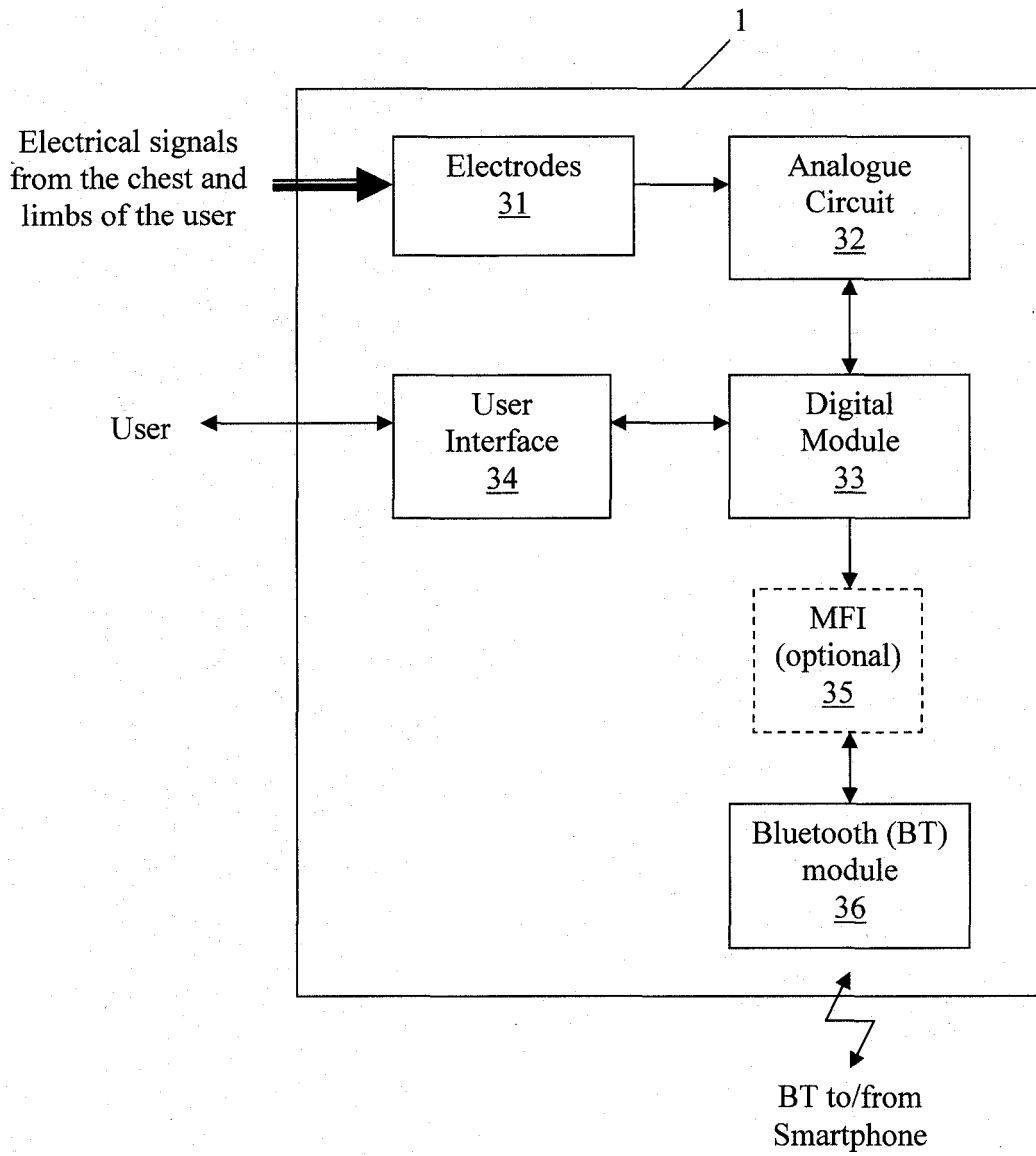 1
Electrical signals
from the chest and
limbs of the user
Electrodes
31
Analogue
Circuit
32
User
User
Interface
34
Digital
Module
33
MFI
(optional)
35
Bluetooth (BT)
module
36
BT to/from
Smartphone